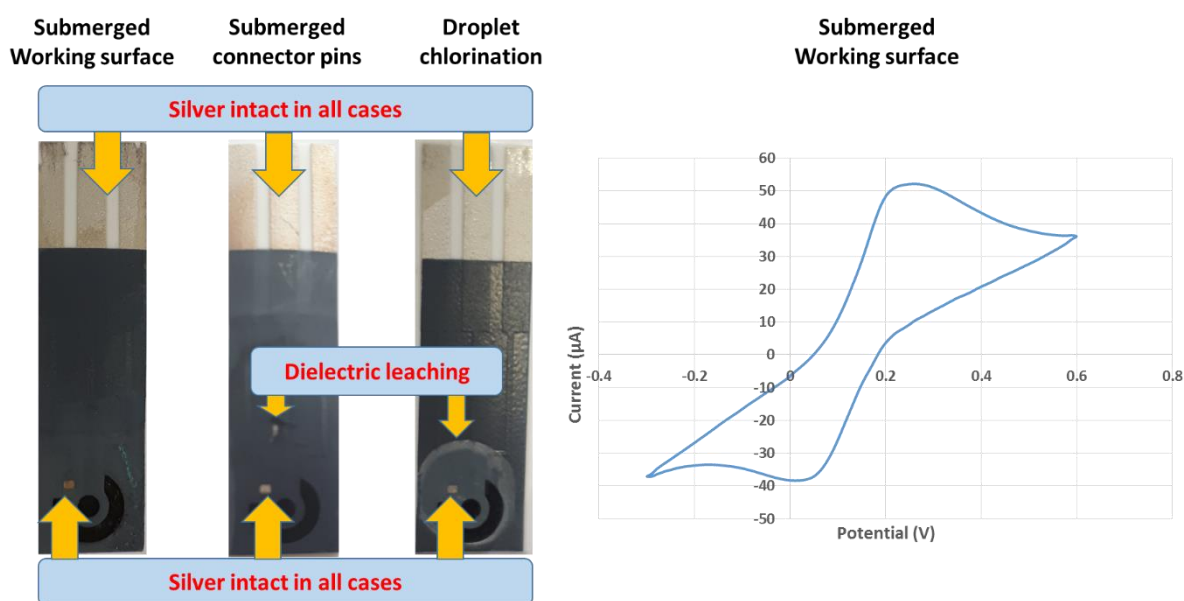 Submerged
Working surface
Submerged
connector pins
Droplet
chlorination
Silver intact in all cases
Dielectric leaching
Silver intact in all cases
Submerged
Working surface
60
50
40
30
20
10
0
-10
-20
-30
-40
-50
-0.4
-0.2
0
0.2
0.4
0.6
0.8
Current (µA)
Potential (V)